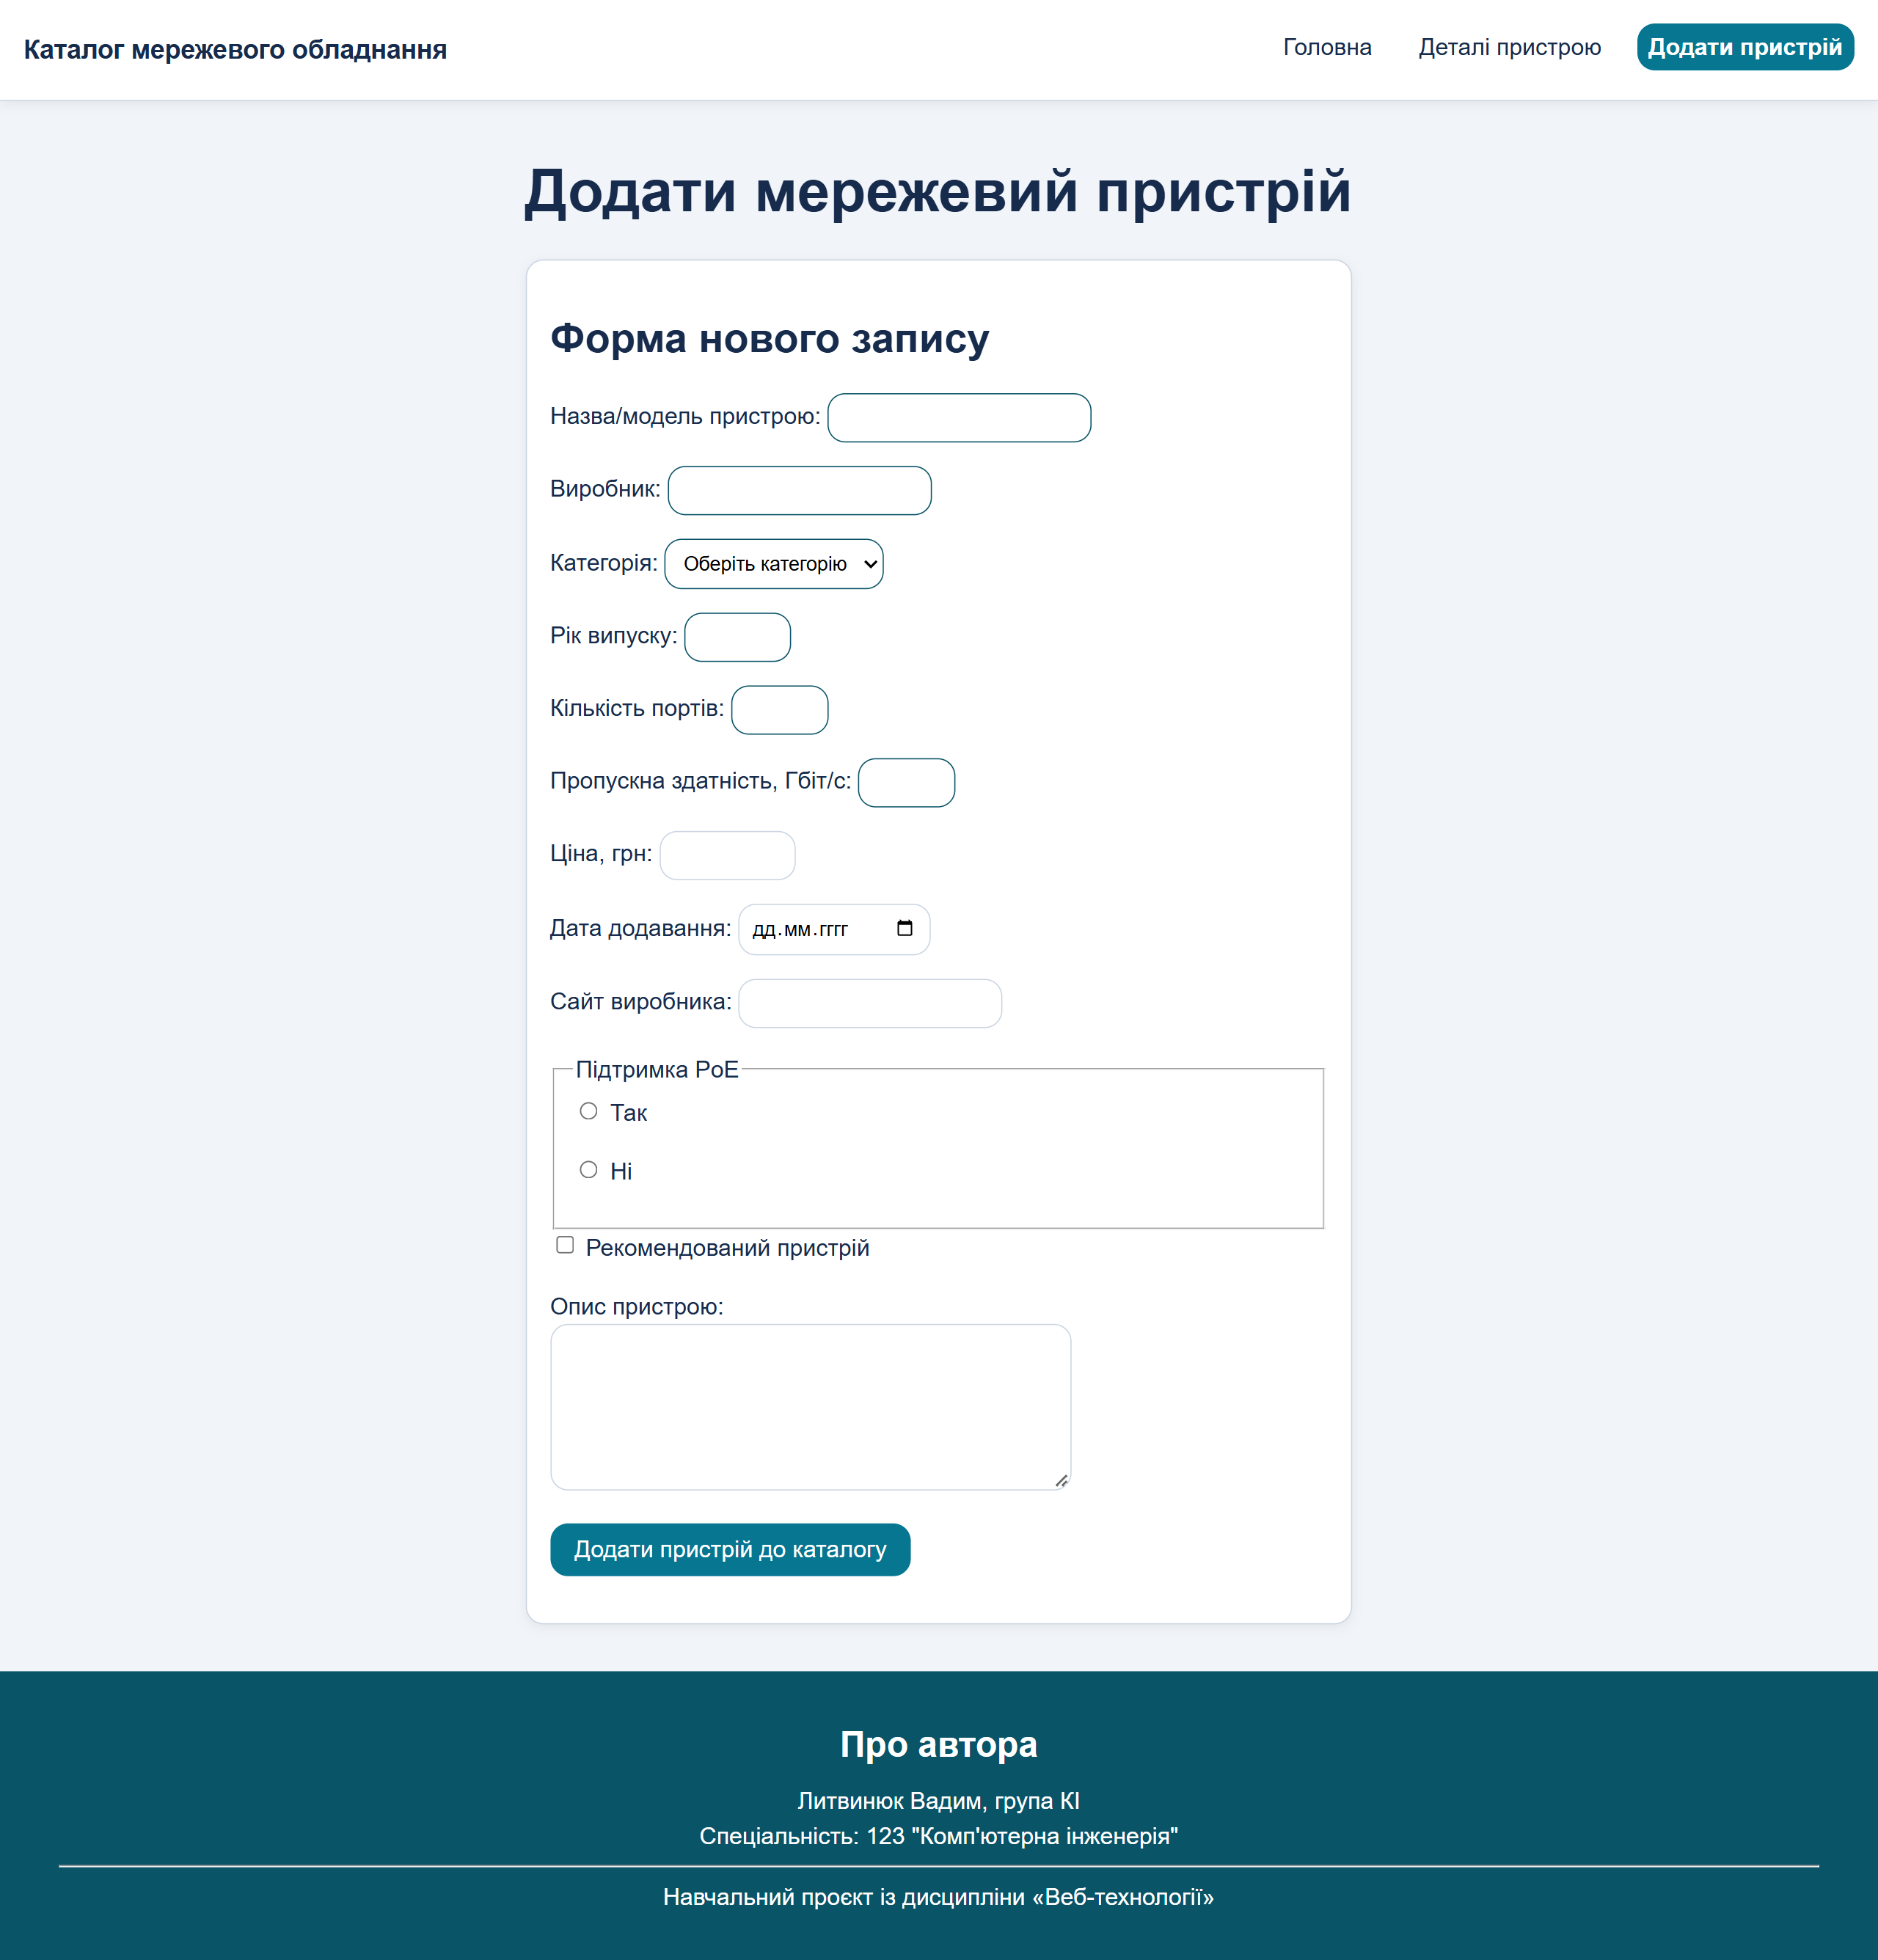 Каталог мережевого обладнання
Головна
Деталі пристрою
Додати пристрій
Додати мережевий пристрій
Форма нового запису
Назва/модель пристрою:
Виробник:
Категорія: Оберіть категорію
Рік випуску:
Кількість портів:
Пропускна здатність, Гбіт/с:
Ціна, грн:
Дата додавання: дд.мм.гггг
Сайт виробника:
Підтримка PoE
Так
Ні
Рекомендований пристрій
Опис пристрою:
Додати пристрій до каталогу
Про автора
Литвинюк Вадим, група КІ
Спеціальність: 123 "Комп'ютерна інженерія"
Навчальний проєкт із дисципліни «Веб-технології»